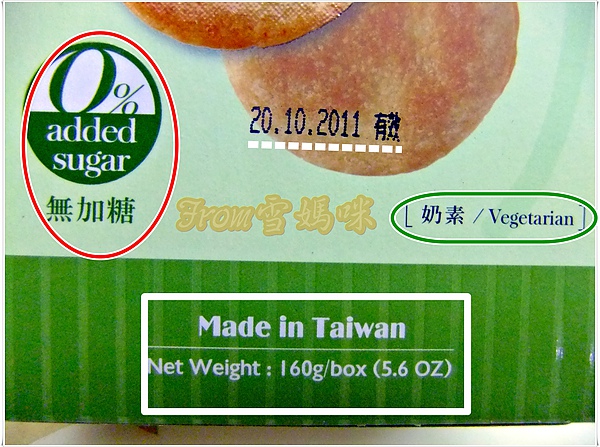 0%
added
sugar
無加糖
20.10.2011 有效
From雪媽咪
[ 奶素 / Vegetarian ]
Made in Taiwan
Net Weight : 160g/box (5.6 OZ)